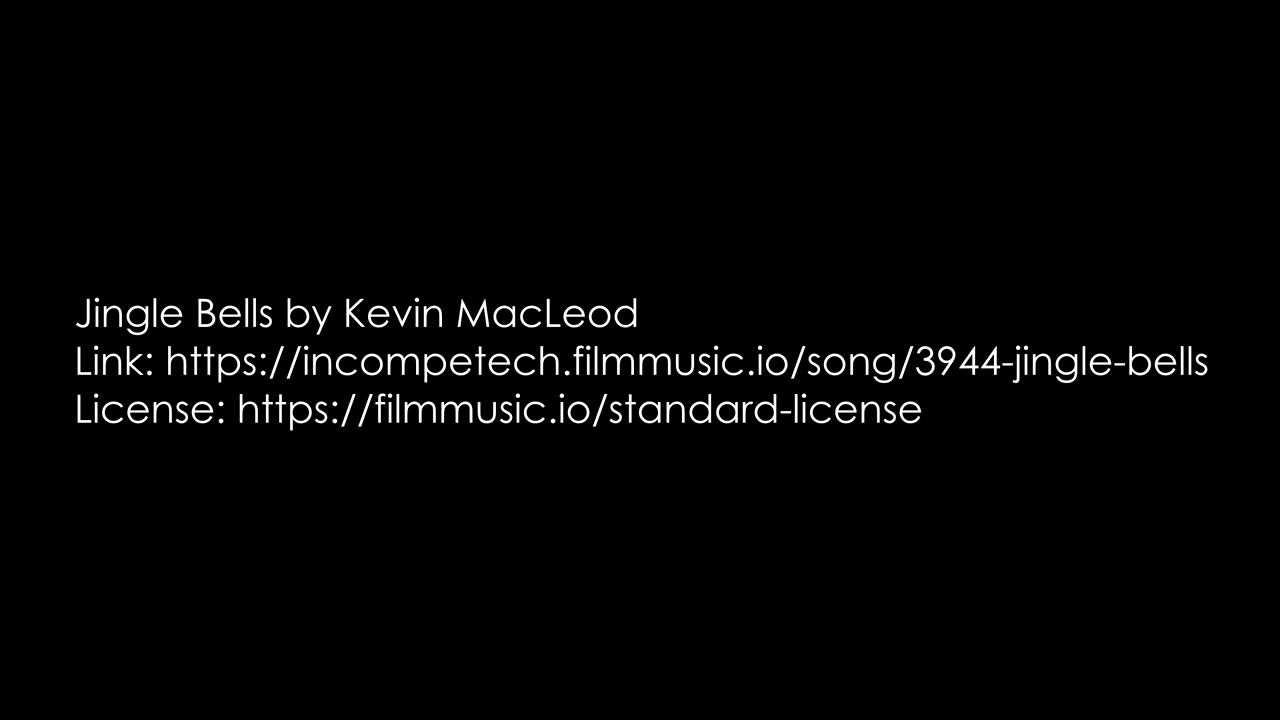 Jingle Bells by Kevin MacLeod
Link: https://incompetech.filmmusic.io/song/3944-jingle-bells
License: https://filmmusic.io/standard-license